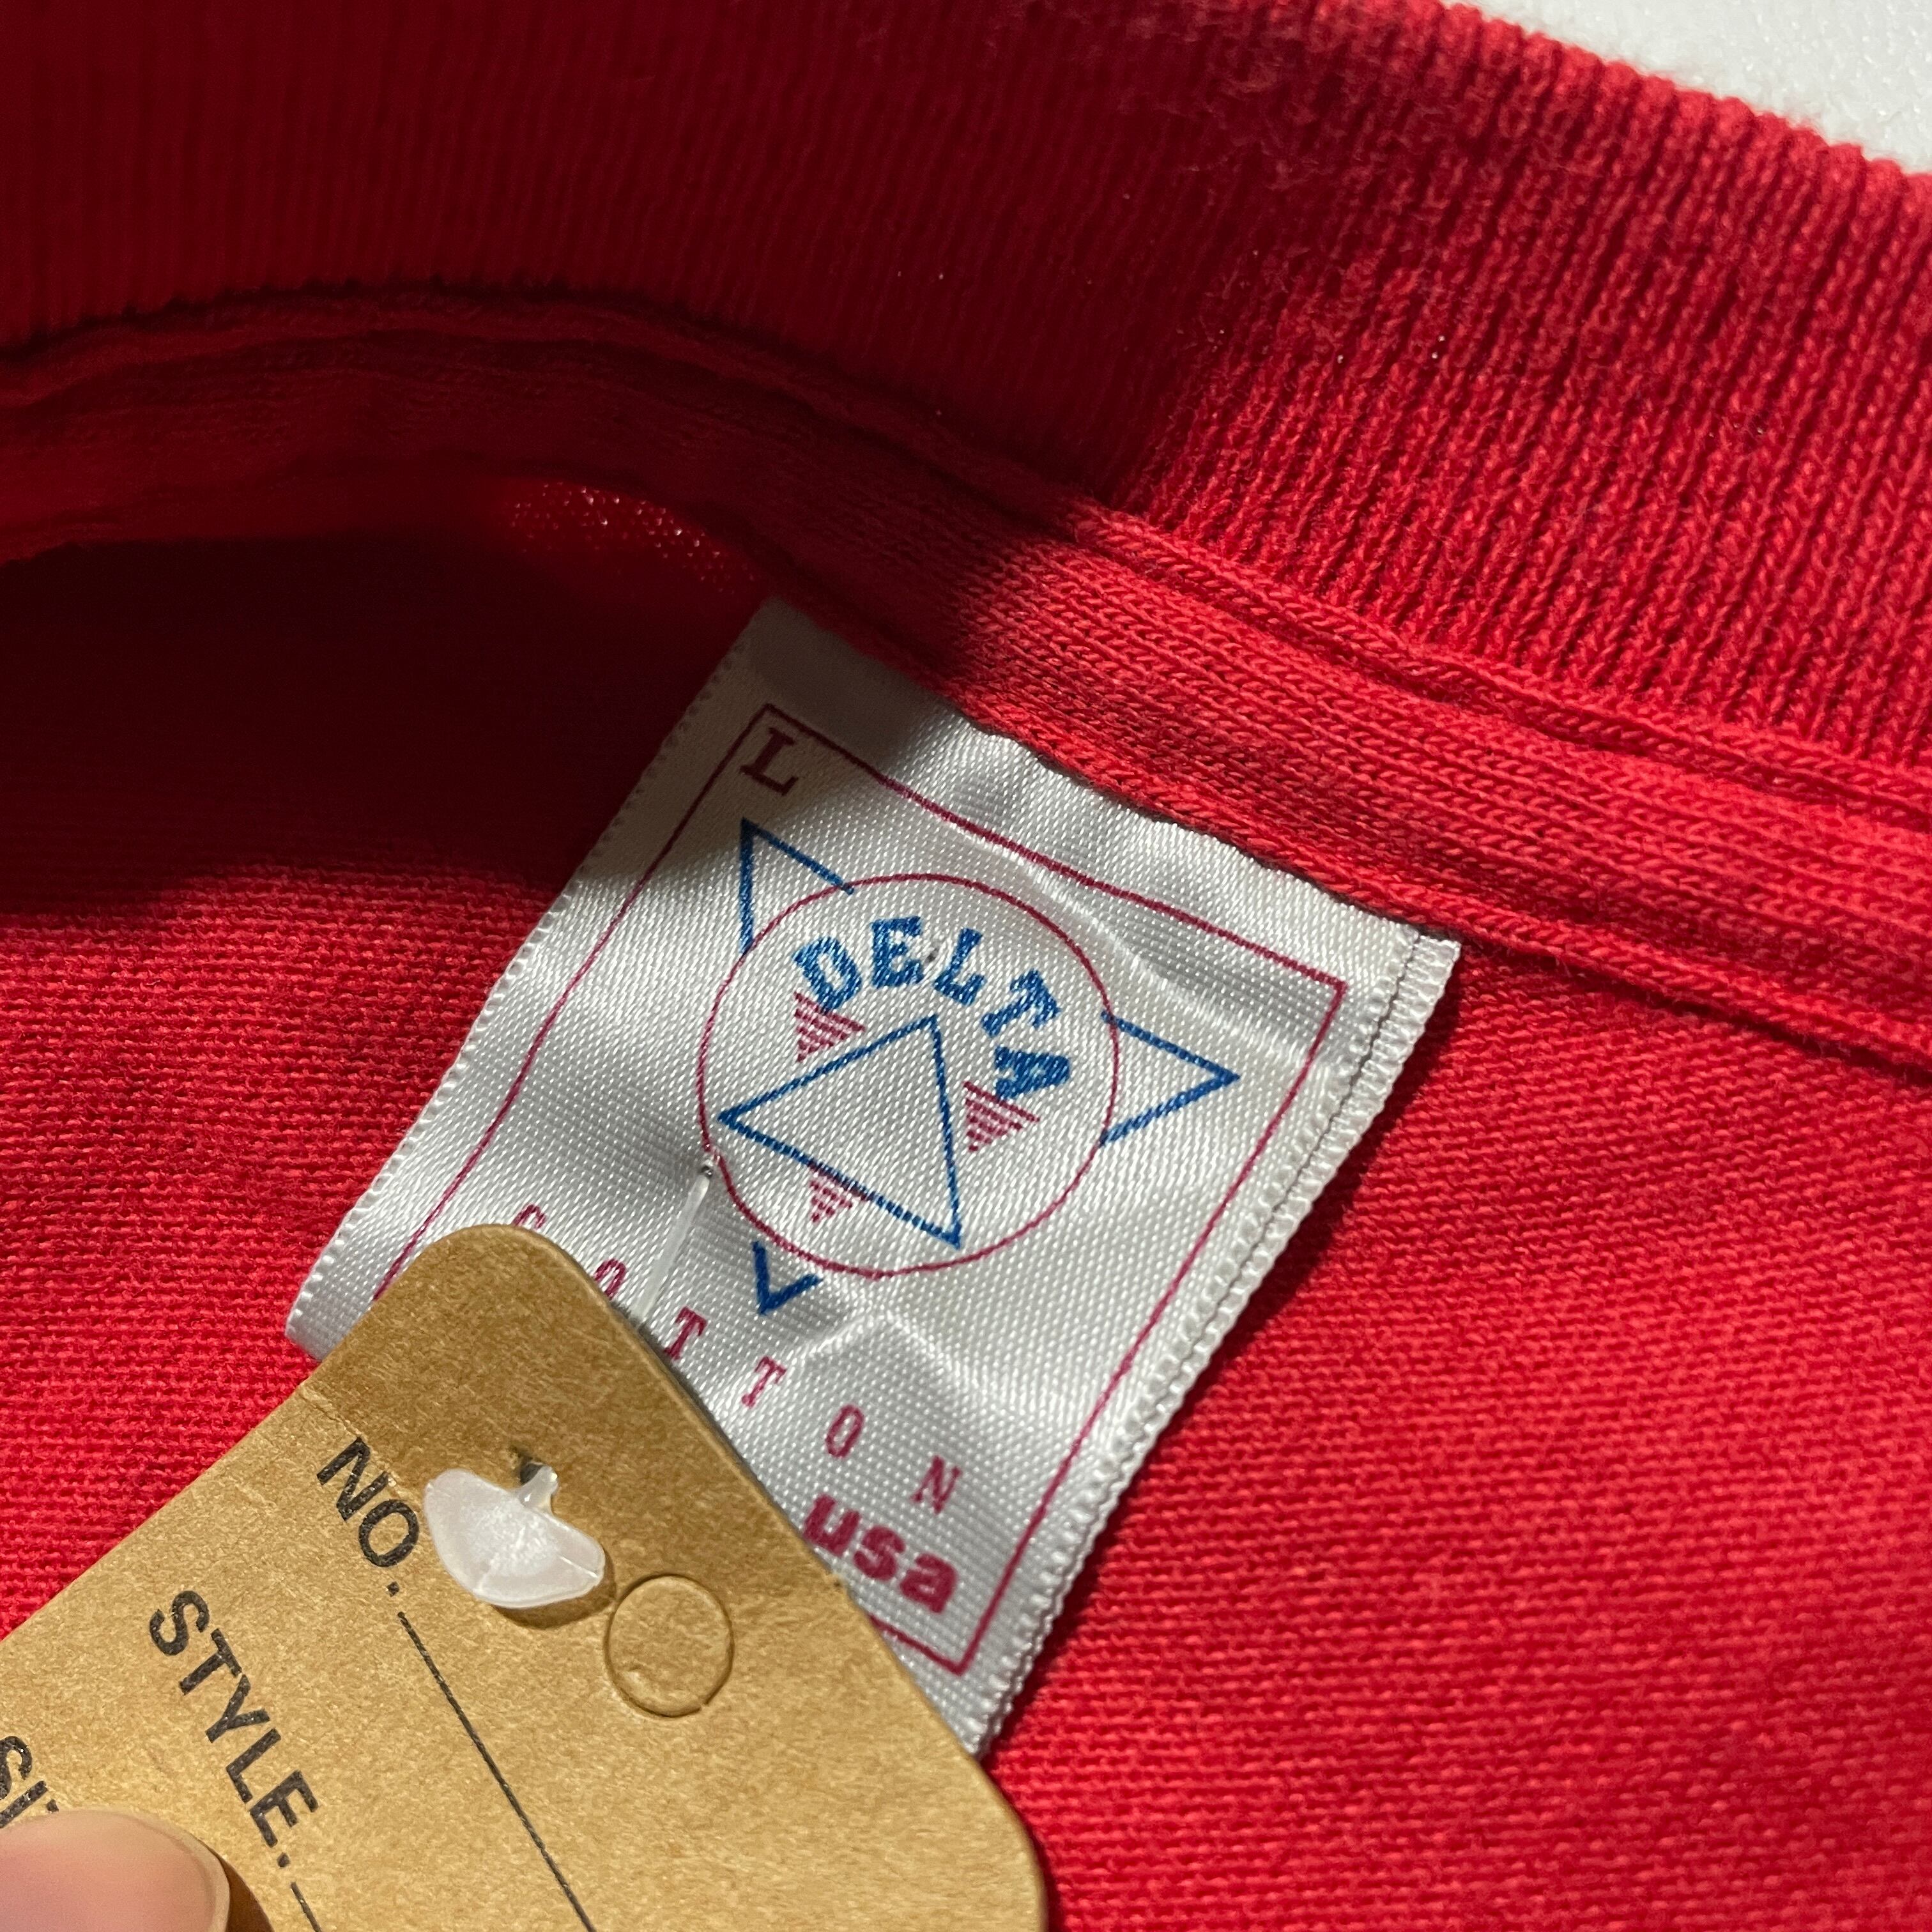 L
DELTA
COTTON
usa
NO.
STYLE.